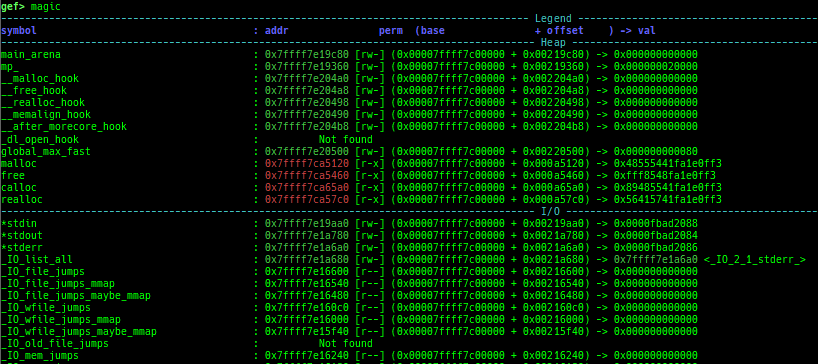 gef> magic
Legend
symbol : addr perm (base + offset ) -> val
Heap
main_arena : 0x7ffff7e19c80 [rw-] (0x00007ffff7c00000 + 0x00219c80) -> 0x000000000000
mp_ : 0x7ffff7e19360 [rw-] (0x00007ffff7c00000 + 0x00219360) -> 0x000000020000
__malloc_hook : 0x7ffff7e204a0 [rw-] (0x00007ffff7c00000 + 0x002204a0) -> 0x000000000000
__free_hook : 0x7ffff7e204a8 [rw-] (0x00007ffff7c00000 + 0x002204a8) -> 0x000000000000
__realloc_hook : 0x7ffff7e20498 [rw-] (0x00007ffff7c00000 + 0x00220498) -> 0x000000000000
__memalign_hook : 0x7ffff7e20490 [rw-] (0x00007ffff7c00000 + 0x00220490) -> 0x000000000000
__after_morecore_hook : 0x7ffff7e204b8 [rw-] (0x00007ffff7c00000 + 0x002204b8) -> 0x000000000000
_dl_open_hook : Not found
global_max_fast : 0x7ffff7e20500 [rw-] (0x00007ffff7c00000 + 0x00220500) -> 0x000000000080
malloc : 0x7ffff7ca5120 [r-x] (0x00007ffff7c00000 + 0x000a5120) -> 0x48555441fa1e0ff3
free : 0x7ffff7ca5460 [r-x] (0x00007ffff7c00000 + 0x000a5460) -> 0xfff8548fa1e0ff3
calloc : 0x7ffff7ca65a0 [r-x] (0x00007ffff7c00000 + 0x000a65a0) -> 0x89485541fa1e0ff3
realloc : 0x7ffff7ca57c0 [r-x] (0x00007ffff7c00000 + 0x000a57c0) -> 0x56415741fa1e0ff3
I/O
*stdin : 0x7ffff7e19aa0 [rw-] (0x00007ffff7c00000 + 0x00219aa0) -> 0x0000fbad2088
*stdout : 0x7ffff7e1a780 [rw-] (0x00007ffff7c00000 + 0x0021a780) -> 0x0000fbad2084
*stderr : 0x7ffff7e1a6a0 [rw-] (0x00007ffff7c00000 + 0x0021a6a0) -> 0x0000fbad2086
_IO_list_all : 0x7ffff7e1a680 [rw-] (0x00007ffff7c00000 + 0x0021a680) -> 0x7ffff7e1a6a0 <_IO_2_1_stderr_>
_IO_file_jumps : 0x7ffff7e16600 [r--] (0x00007ffff7c00000 + 0x00216600) -> 0x000000000000
_IO_file_jumps_mmap : 0x7ffff7e16540 [r--] (0x00007ffff7c00000 + 0x00216540) -> 0x000000000000
_IO_file_jumps_maybe_mmap : 0x7ffff7e16480 [r--] (0x00007ffff7c00000 + 0x00216480) -> 0x000000000000
_IO_wfile_jumps : 0x7ffff7e160c0 [r--] (0x00007ffff7c00000 + 0x002160c0) -> 0x000000000000
_IO_wfile_jumps_mmap : 0x7ffff7e16000 [r--] (0x00007ffff7c00000 + 0x00216000) -> 0x000000000000
_IO_wfile_jumps_maybe_mmap : 0x7ffff7e15f40 [r--] (0x00007ffff7c00000 + 0x00215f40) -> 0x000000000000
_IO_old_file_jumps : Not found
_IO_mem_jumps : 0x7ffff7e16240 [r--] (0x00007ffff7c00000 + 0x00216240) -> 0x000000000000